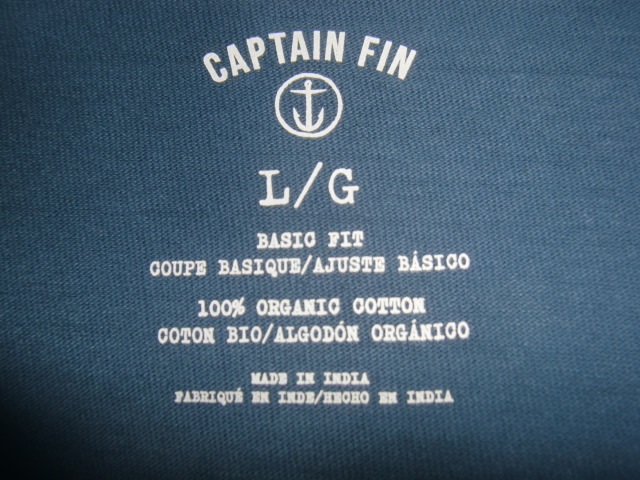 CAPTAIN FIN
L/G
BASIC FIT
COUPE BASIQUE/AJUSTE BÁSICO
100% ORGANIC COTTON
COTON BIO/ALGODÓN ORGÁNICO
MADE IN INDIA
FABRIQUÉ EN INDE/HECHO EN INDIA